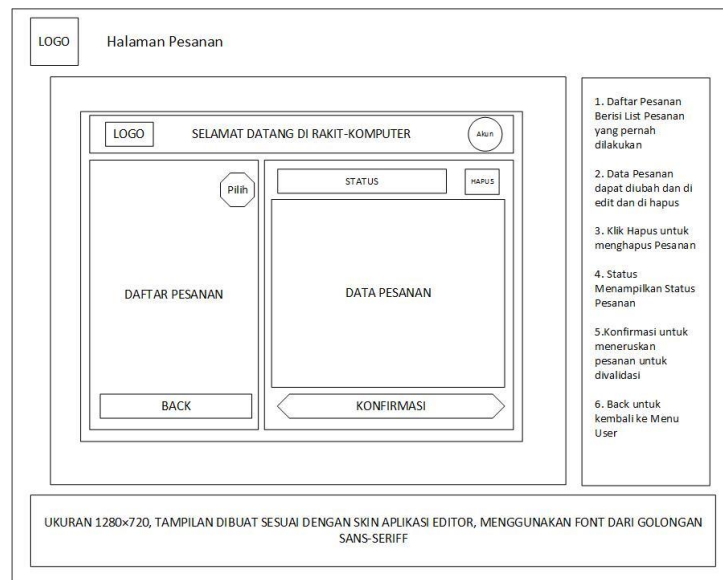 LOGO
Halaman Pesanan
LOGO
SELAMAT DATANG DI RAKIT-KOMPUTER
Akun
Pilih
STATUS
HAPUS
DAFTAR PESANAN
DATA PESANAN
BACK
KONFIRMASI
1. Daftar Pesanan
Berisi List Pesanan
yang pernah
dilakukan
2. Data Pesanan
dapat diubah dan di
edit dan di hapus
3. Klik Hapus untuk
menghapus Pesanan
4. Status
Menampilkan Status
Pesanan
5.Konfirmasi untuk
meneruskan
pesanan untuk
divalidasi
6. Back untuk
kembali ke Menu
User
UKURAN 1280×720, TAMPILAN DIBUAT SESUAI DENGAN SKIN APLIKASI EDITOR, MENGGUNAKAN FONT DARI GOLONGAN
SANS-SERIFF